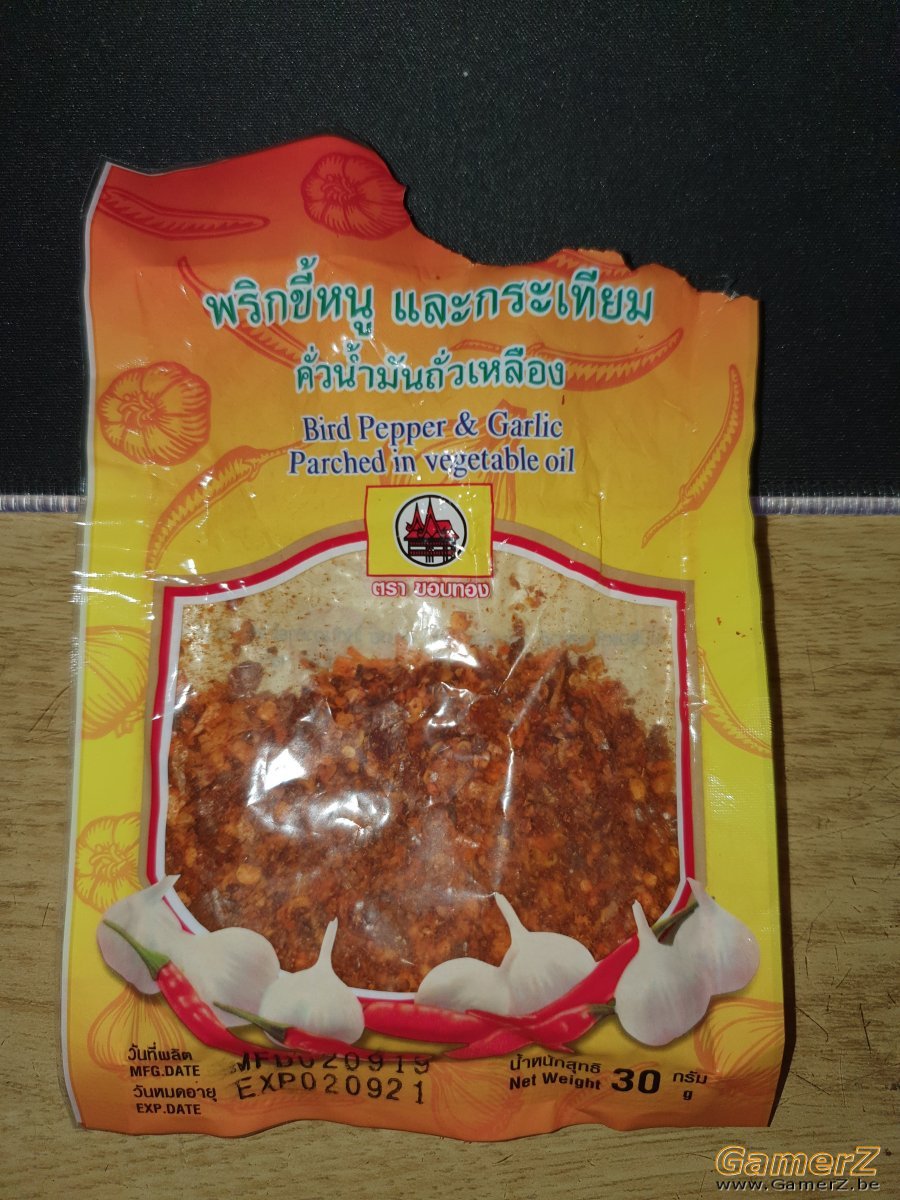 พริกขี้หนู และกระเทียม
คั่วน้ำมันถั่วเหลือง
Bird Pepper & Garlic
Parched in vegetable oil
ตรา ขอบทอง
วันที่ผลิต
MFG.DATE
MFD020919
วันหมดอายุ
EXP.DATE
EXP020921
น้ำหนักสุทธิ 30 กรัม
Net Weight g
GamerZ
www.GamerZ.be